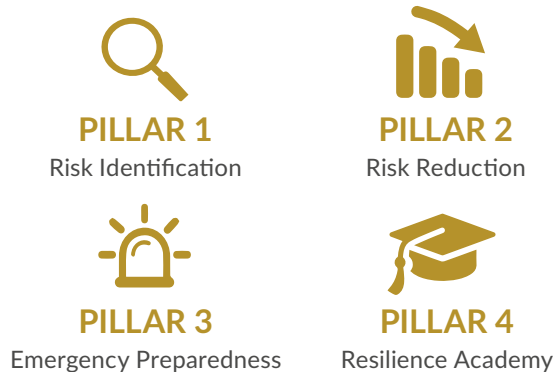 PILLAR 1
Risk Identification
PILLAR 2
Risk Reduction
PILLAR 3
Emergency Preparedness
PILLAR 4
Resilience Academy